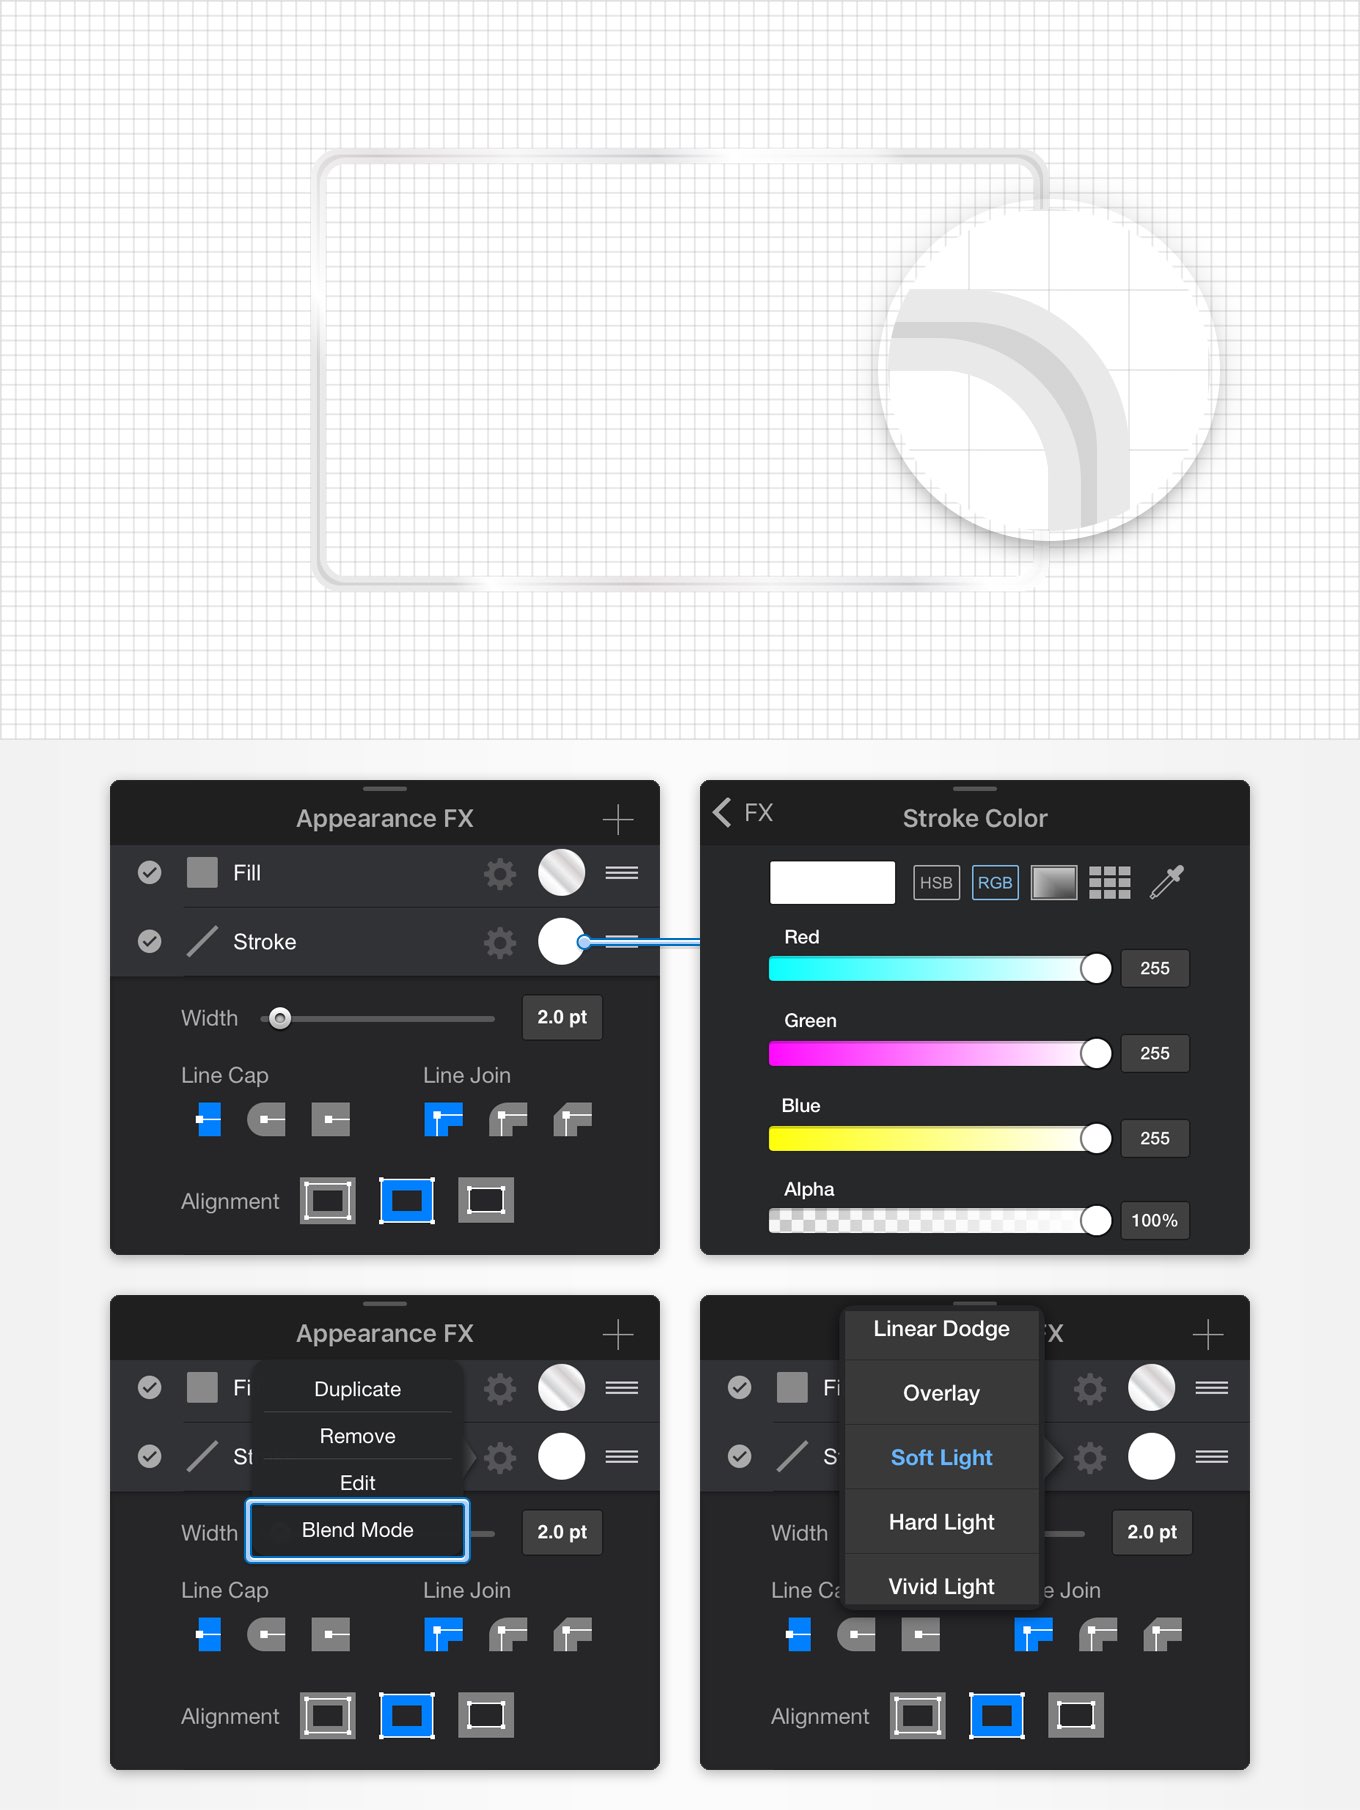 Appearance FX
Fill
Stroke
Width
2.0 pt
Line Cap
Line Join
Alignment
FX
Stroke Color
HSB
RGB
Red
255
Green
255
Blue
255
Alpha
100%
Appearance FX
Fi
Duplicate
Remove
St
Edit
Width
Blend Mode
2.0 pt
Line Cap
Line Join
Alignment
FX
Linear Dodge
Fi
Overlay
S
Soft Light
Width
Hard Light
2.0 pt
Vivid Light
Line Ca
e Join
Alignment